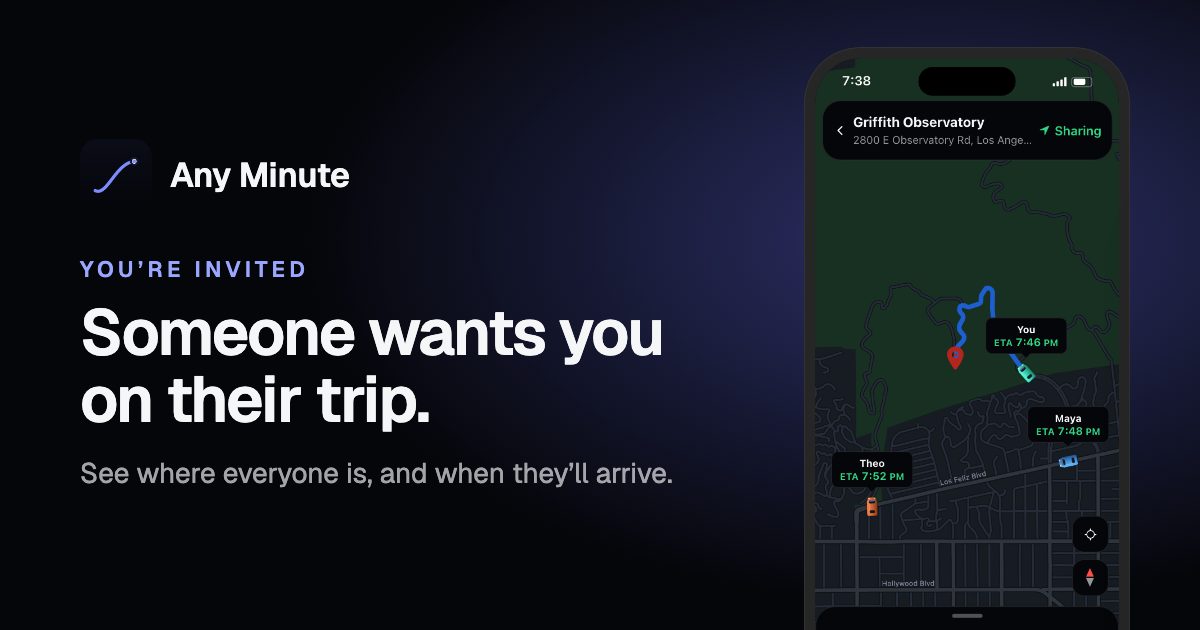 Any Minute
YOU’RE INVITED
Someone wants you
on their trip.
See where everyone is, and when they’ll arrive.
7:38
Griffith Observatory
2800 E Observatory Rd, Los Ange...
Sharing
You
ETA 7:46 PM
Maya
ETA 7:48 PM
Theo
ETA 7:52 PM
Los Feliz Blvd
Hollywood Blvd